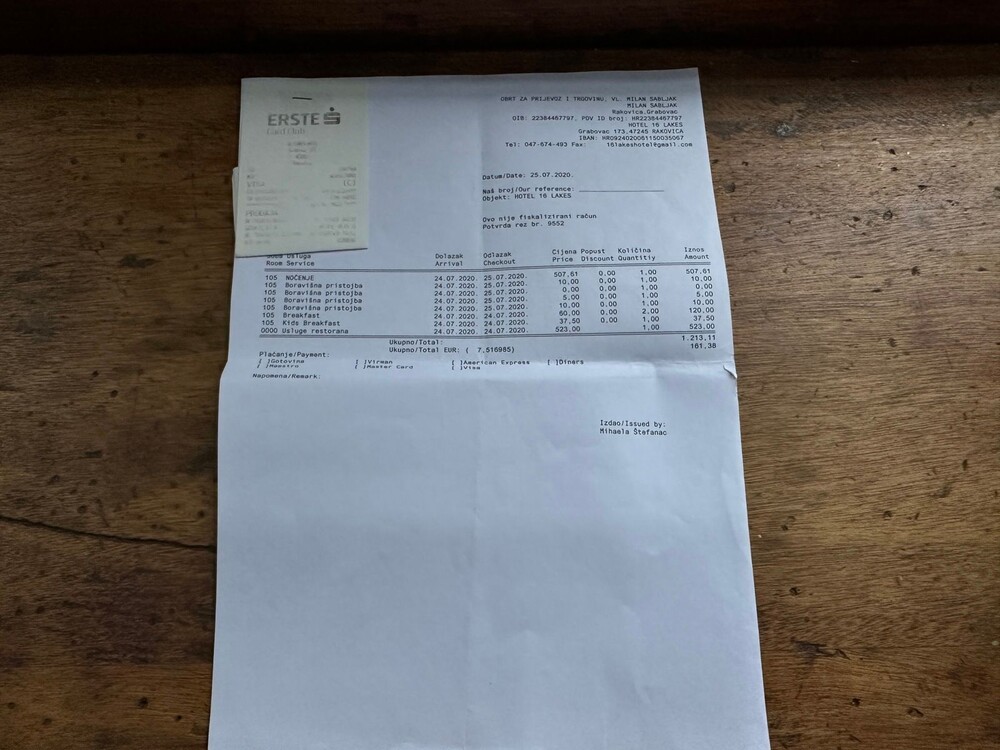 ERSTE
Card Club
VISA
(C)
PRODAJA
OBRT ZA PRIJEVOZ I TRGOVINU, VL. MILAN SABLJAK
MILAN SABLJAK
Rakovica,Grabovac
OIB: 22384467797, PDV ID broj: HR22384467797
HOTEL 16 LAKES
Grabovac 173,47245 RAKOVICA
IBAN: HR0924020061150035067
Tel: 047-674-493 Fax: 16lakeshotel@gmail.com
Datum/Date: 25.07.2020.
Naš broj/Our reference:
Objekt: HOTEL 16 LAKES
Ovo nije fiskalizirani račun
Potvrda rez br. 9552
Usluga Dolazak Odlazak Cijena Popust Količina Iznos
Room Service Arrival Checkout Price Discount Quantitiy Amount
105 NOĆENJE 24.07.2020. 25.07.2020. 507,61 0,00 1,00 507,61
105 Boravišna pristojba 24.07.2020. 25.07.2020. 10,00 0,00 1,00 10,00
105 Boravišna pristojba 24.07.2020. 25.07.2020. 0,00 0,00 1,00 0,00
105 Boravišna pristojba 24.07.2020. 25.07.2020. 5,00 0,00 1,00 5,00
105 Boravišna pristojba 24.07.2020. 25.07.2020. 10,00 0,00 1,00 10,00
105 Breakfast 24.07.2020. 24.07.2020. 60,00 0,00 2,00 120,00
105 Kids Breakfast 24.07.2020. 24.07.2020. 37,50 0,00 1,00 37,50
0000 Usluge restorana 24.07.2020. 24.07.2020. 523,00 1,00 523,00
Ukupno/Total: 1.213,11
Ukupno/Total EUR: ( 7,516985) 161,38
Plaćanje/Payment:
[ ]Gotovina [ ]Virman [ ]American Express [ ]Diners
[ ]Maestro [ ]Master Card [ ]Visa
Napomena/Remark:
Izdao/Issued by:
Mihaela Štefanac